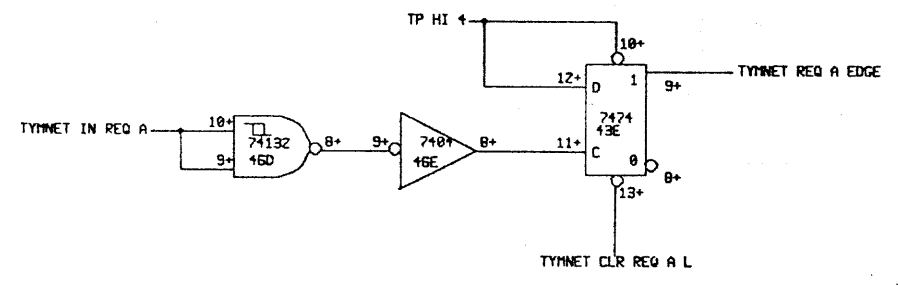 TP HI 4
10+
TYMNET REQ A EDGE
12+
D
1
9+
7474
43E
TYMNET IN REQ A
10+
74132
46D
8+
9+
9+
7404
46E
8+
11+
C
0
8+
13+
TYMNET CLR REQ A L